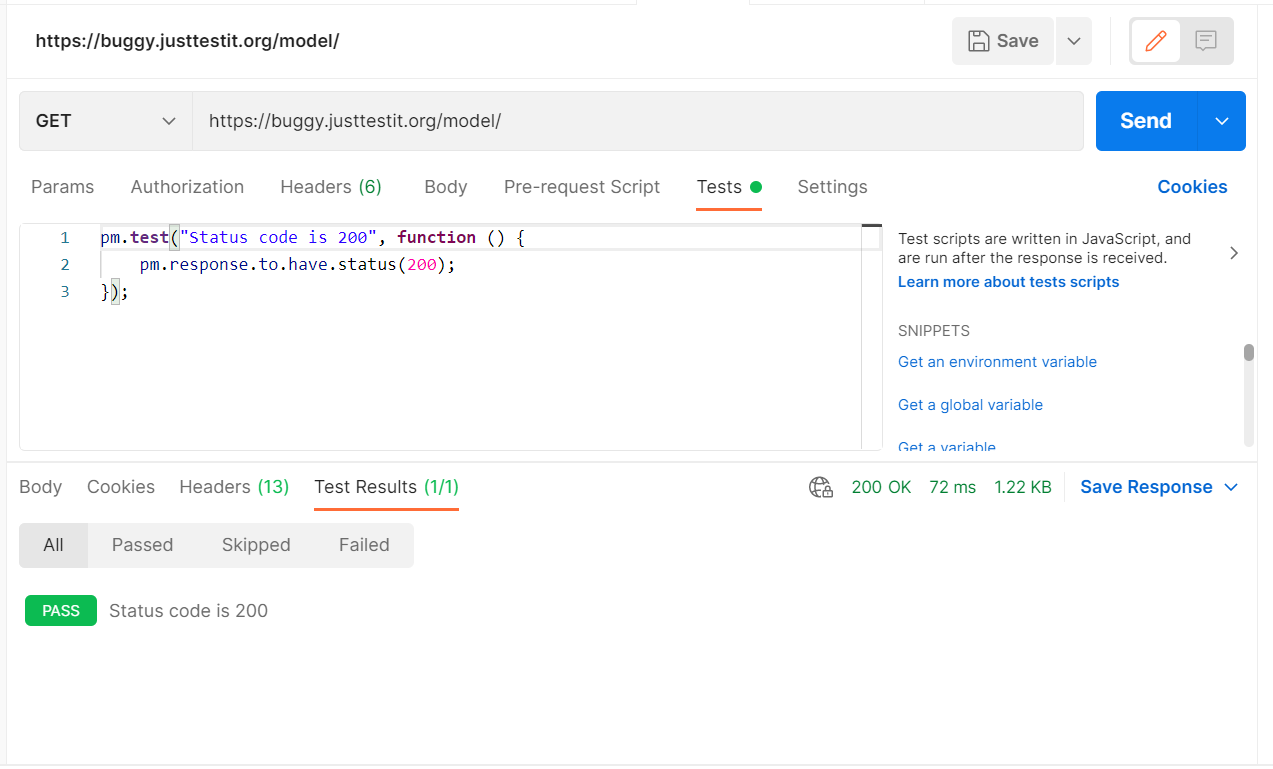 https://buggy.justtestit.org/model/
Save
GET
https://buggy.justtestit.org/model/
Send
Params Authorization Headers (6) Body Pre-request Script Tests Settings Cookies
1 pm.test("Status code is 200", function () {
2 pm.response.to.have.status(200);
3 });
Test scripts are written in JavaScript, and
are run after the response is received.
Learn more about tests scripts
SNIPPETS
Get an environment variable
Get a global variable
Get a variable
Body Cookies Headers (13) Test Results (1/1) 200 OK 72 ms 1.22 KB Save Response
All Passed Skipped Failed
PASS Status code is 200